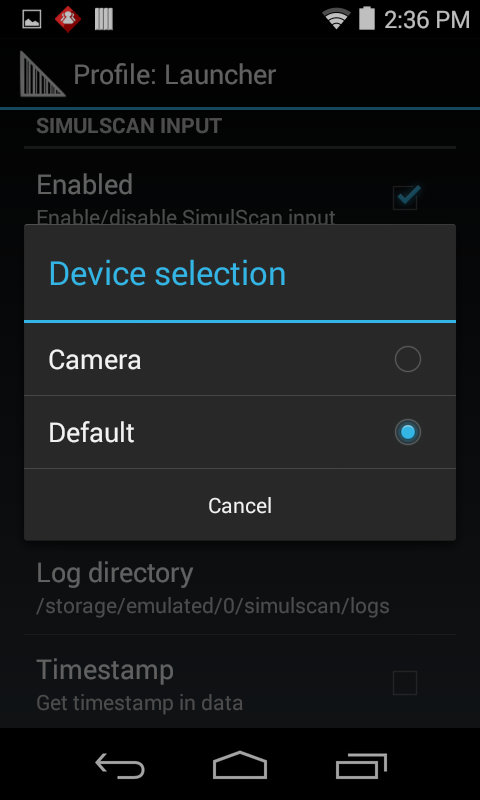 2:36 PM
Profile: Launcher
SIMULSCAN INPUT
Enabled
Enable/disable SimulScan input
Device selection
Camera
Default
Cancel
Log directory
/storage/emulated/0/simulscan/logs
Timestamp
Get timestamp in data